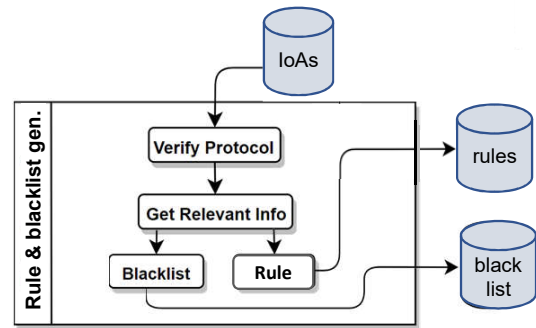 IoAs
Rule & blacklist gen.
Verify Protocol
rules
Get Relevant Info
Blacklist
Rule
black
list